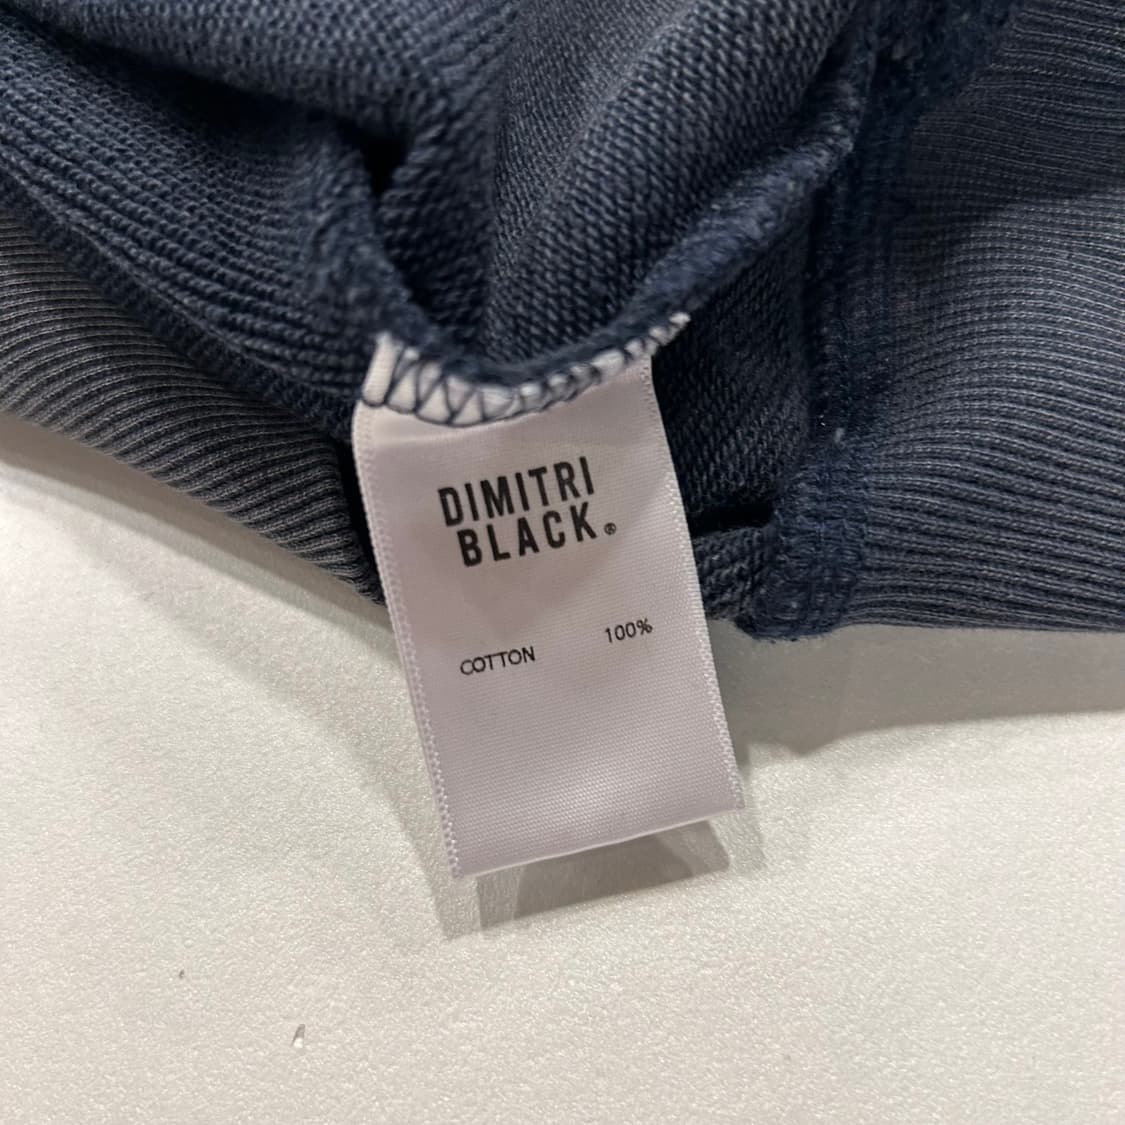 DIMITRI
BLACK®
COTTON 100%